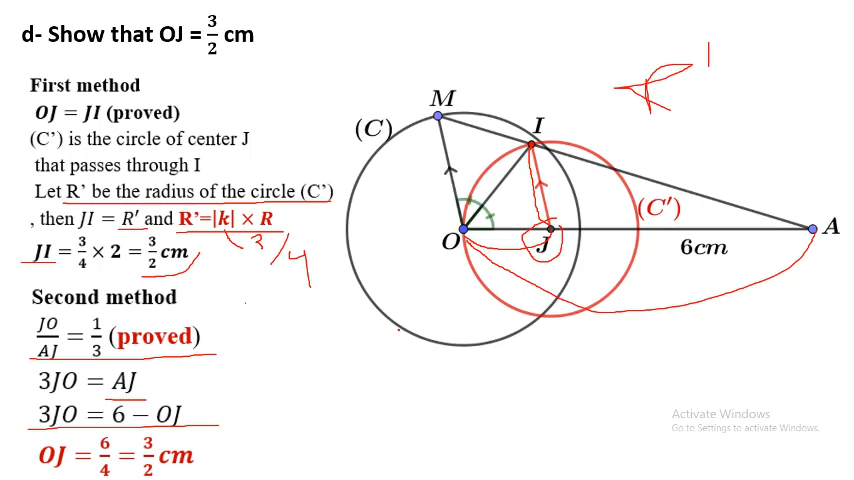 d- Show that OJ = 3/2 cm
First method
OJ = JI (proved)
(C’) is the circle of center J
that passes through I
Let R’ be the radius of the circle (C’)
, then JI = R′ and R’=|k| × R
3/4
JI = 3/4 × 2 = 3/2 cm
Second method
JO/AJ = 1/3 (proved)
3JO = AJ
3JO = 6 − OJ
OJ = 6/4 = 3/2 cm
M
(C)
I
(C′)
O
J
6cm
A
Activate Windows
Go to Settings to activate Windows.